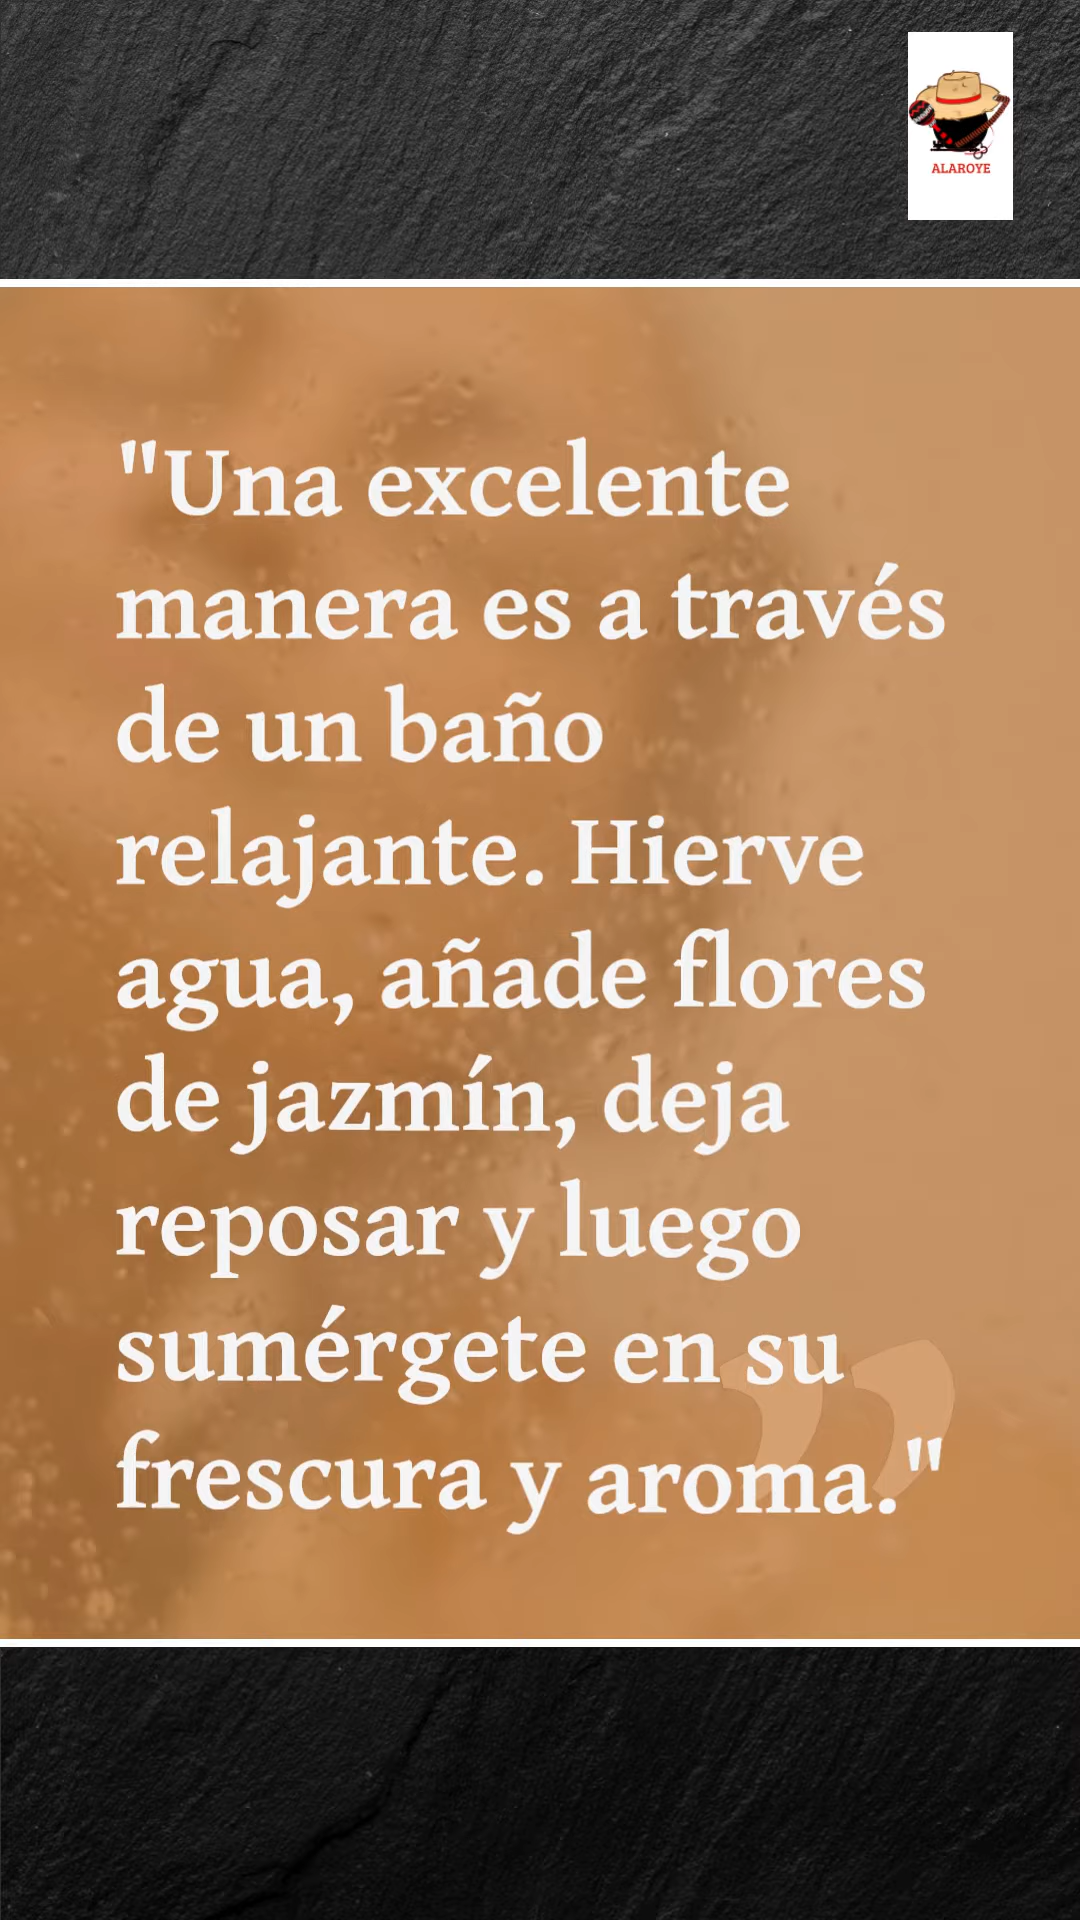 ALAROYE
"Una excelente
manera es a través
de un baño
relajante. Hierve
agua, añade flores
de jazmín, deja
reposar y luego
sumérgete en su
frescura y aroma."